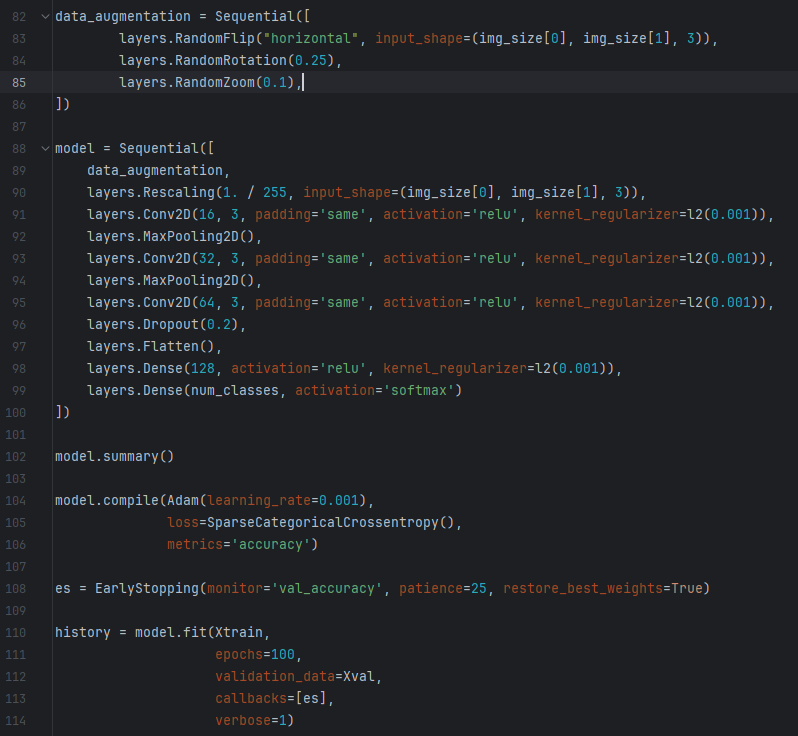 82 data_augmentation = Sequential([
83         layers.RandomFlip("horizontal", input_shape=(img_size[0], img_size[1], 3)),
84         layers.RandomRotation(0.25),
85         layers.RandomZoom(0.1),
86 ])
87
88 model = Sequential([
89     data_augmentation,
90     layers.Rescaling(1. / 255, input_shape=(img_size[0], img_size[1], 3)),
91     layers.Conv2D(16, 3, padding='same', activation='relu', kernel_regularizer=l2(0.001)),
92     layers.MaxPooling2D(),
93     layers.Conv2D(32, 3, padding='same', activation='relu', kernel_regularizer=l2(0.001)),
94     layers.MaxPooling2D(),
95     layers.Conv2D(64, 3, padding='same', activation='relu', kernel_regularizer=l2(0.001)),
96     layers.Dropout(0.2),
97     layers.Flatten(),
98     layers.Dense(128, activation='relu', kernel_regularizer=l2(0.001)),
99     layers.Dense(num_classes, activation='softmax')
100 ])
101
102 model.summary()
103
104 model.compile(Adam(learning_rate=0.001),
105               loss=SparseCategoricalCrossentropy(),
106               metrics='accuracy')
107
108 es = EarlyStopping(monitor='val_accuracy', patience=25, restore_best_weights=True)
109
110 history = model.fit(Xtrain,
111                     epochs=100,
112                     validation_data=Xval,
113                     callbacks=[es],
114                     verbose=1)